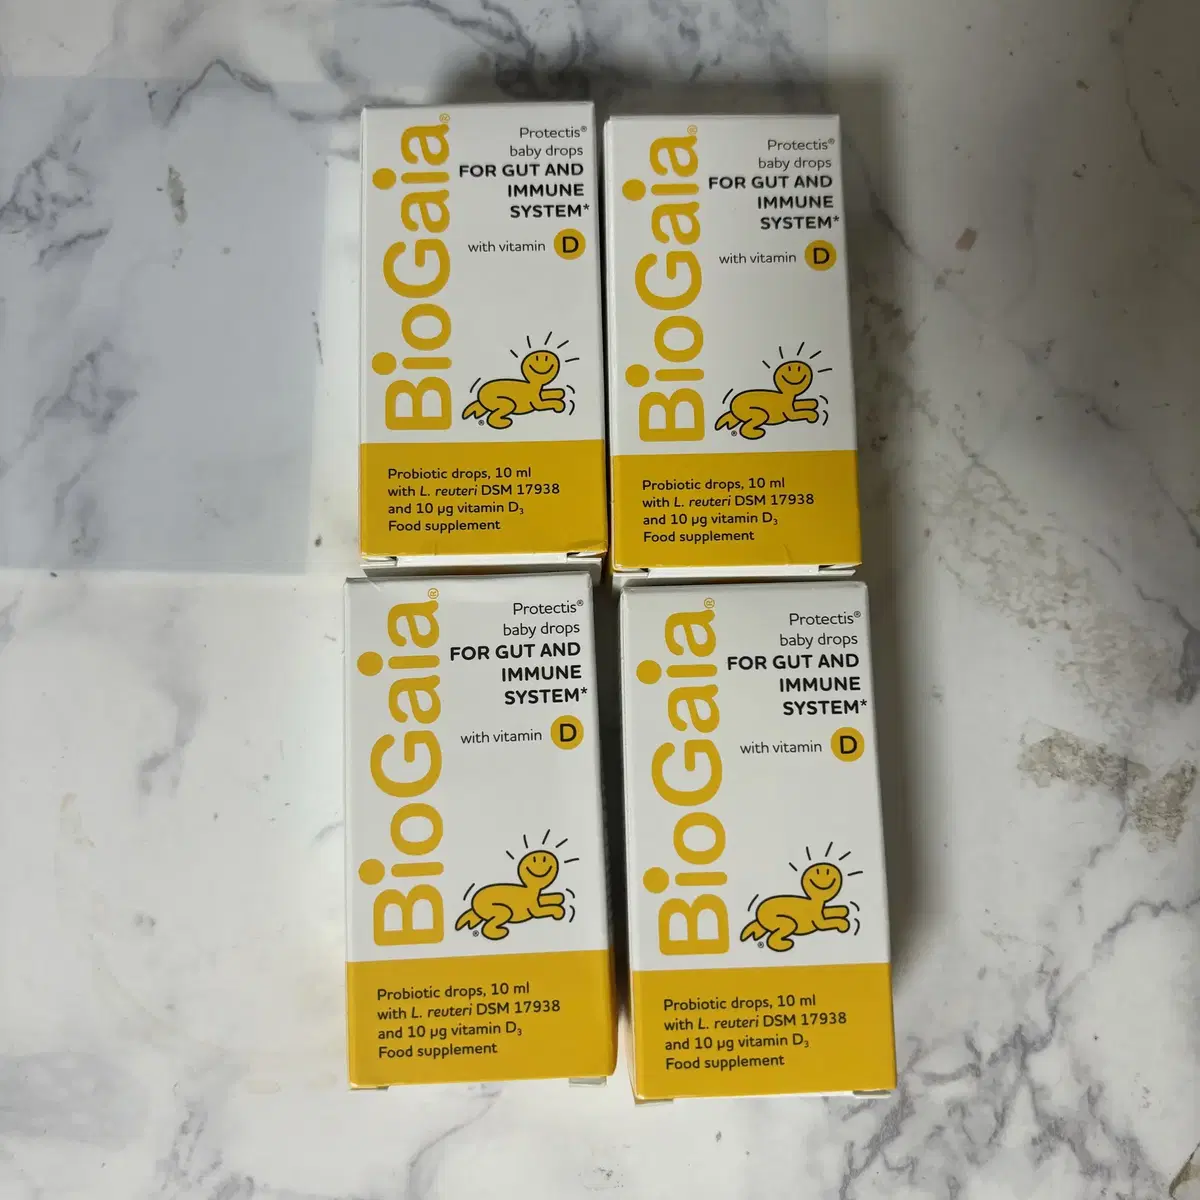 BioGaia®
Protectis®
baby drops
FOR GUT AND
IMMUNE
SYSTEM*
with vitamin D
Probiotic drops, 10 ml
with L. reuteri DSM 17938
and 10 µg vitamin D₃
Food supplement
BioGaia®
Protectis®
baby drops
FOR GUT AND
IMMUNE
SYSTEM*
with vitamin D
Probiotic drops, 10 ml
with L. reuteri DSM 17938
and 10 µg vitamin D₃
Food supplement
BioGaia®
Protectis®
baby drops
FOR GUT AND
IMMUNE
SYSTEM*
with vitamin D
Probiotic drops, 10 ml
with L. reuteri DSM 17938
and 10 µg vitamin D₃
Food supplement
BioGaia®
Protectis®
baby drops
FOR GUT AND
IMMUNE
SYSTEM*
with vitamin D
Probiotic drops, 10 ml
with L. reuteri DSM 17938
and 10 µg vitamin D₃
Food supplement